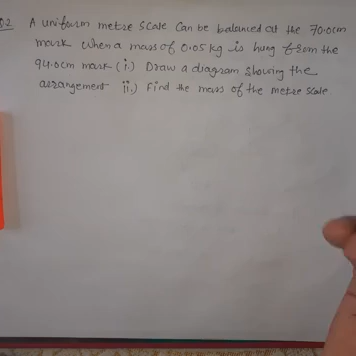 Q2 A uniform metre scale can be balanced at the 70.0cm
mark when a mass of 0.05 kg is hung from the
94.0cm mark (i.) Draw a diagram showing the
arrangement ii.) Find the mass of the metre scale